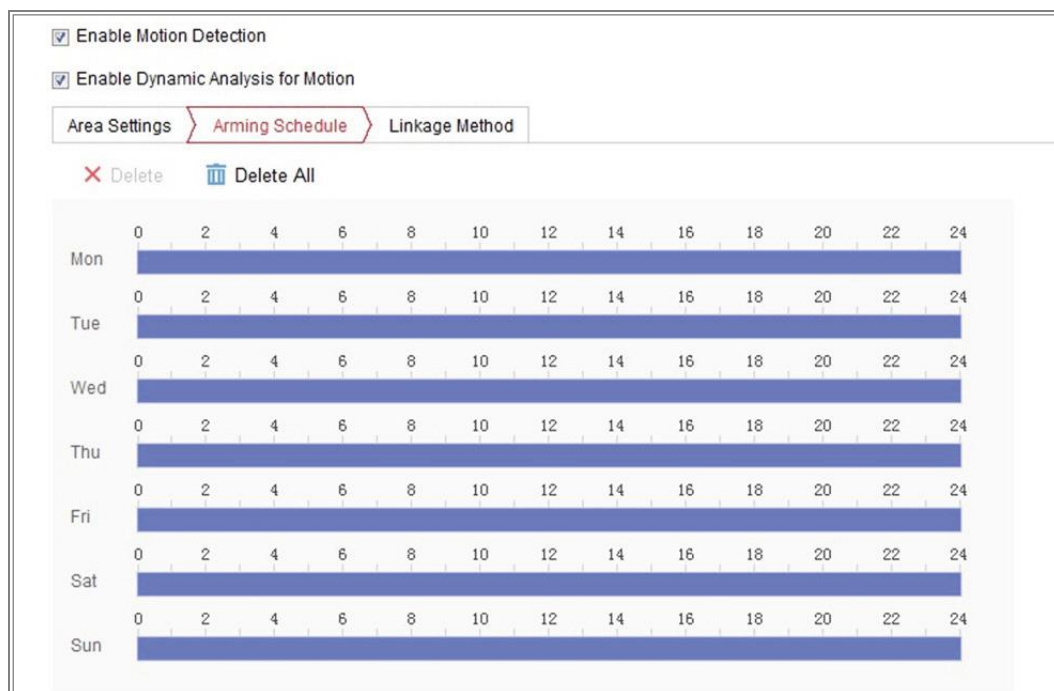 Enable Motion Detection
Enable Dynamic Analysis for Motion
Area Settings Arming Schedule Linkage Method
Delete Delete All
0 2 4 6 8 10 12 14 16 18 20 22 24
Mon
0 2 4 6 8 10 12 14 16 18 20 22 24
Tue
0 2 4 6 8 10 12 14 16 18 20 22 24
Wed
0 2 4 6 8 10 12 14 16 18 20 22 24
Thu
0 2 4 6 8 10 12 14 16 18 20 22 24
Fri
0 2 4 6 8 10 12 14 16 18 20 22 24
Sat
0 2 4 6 8 10 12 14 16 18 20 22 24
Sun